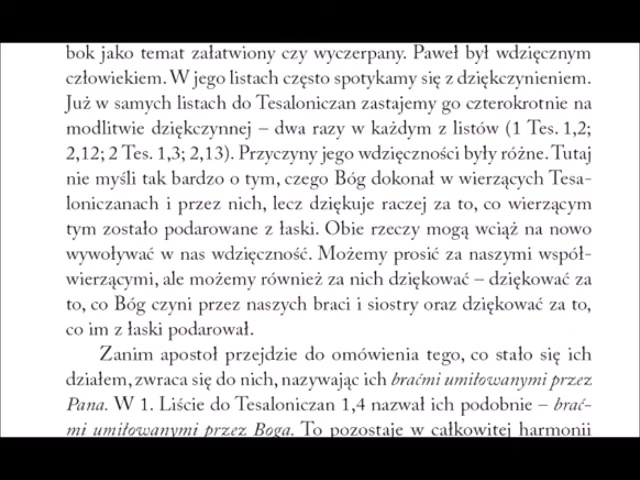 bok jako temat załatwiony czy wyczerpany. Paweł był wdzięcznym
człowiekiem. W jego listach często spotykamy się z dziękczynieniem.
Już w samych listach do Tesaloniczan zastajemy go czterokrotnie na
modlitwie dziękczynnej – dwa razy w każdym z listów (1 Tes. 1,2;
2,12; 2 Tes. 1,3; 2,13). Przyczyny jego wdzięczności były różne. Tutaj
nie myśli tak bardzo o tym, czego Bóg dokonał w wierzących Tesa-
loniczanach i przez nich, lecz dziękuje raczej za to, co wierzącym
tym zostało podarowane z łaski. Obie rzeczy mogą wciąż na nowo
wywoływać w nas wdzięczność. Możemy prosić za naszymi współ-
wierzącymi, ale możemy również za nich dziękować – dziękować za
to, co Bóg czyni przez naszych braci i siostry oraz dziękować za to,
co im z łaski podarował.
Zanim apostoł przejdzie do omówienia tego, co stało się ich
działem, zwraca się do nich, nazywając ich braćmi umiłowanymi przez
Pana. W 1. Liście do Tesaloniczan 1,4 nazwał ich podobnie – brać-
mi umiłowanymi przez Boga. To pozostaje w całkowitej harmonii